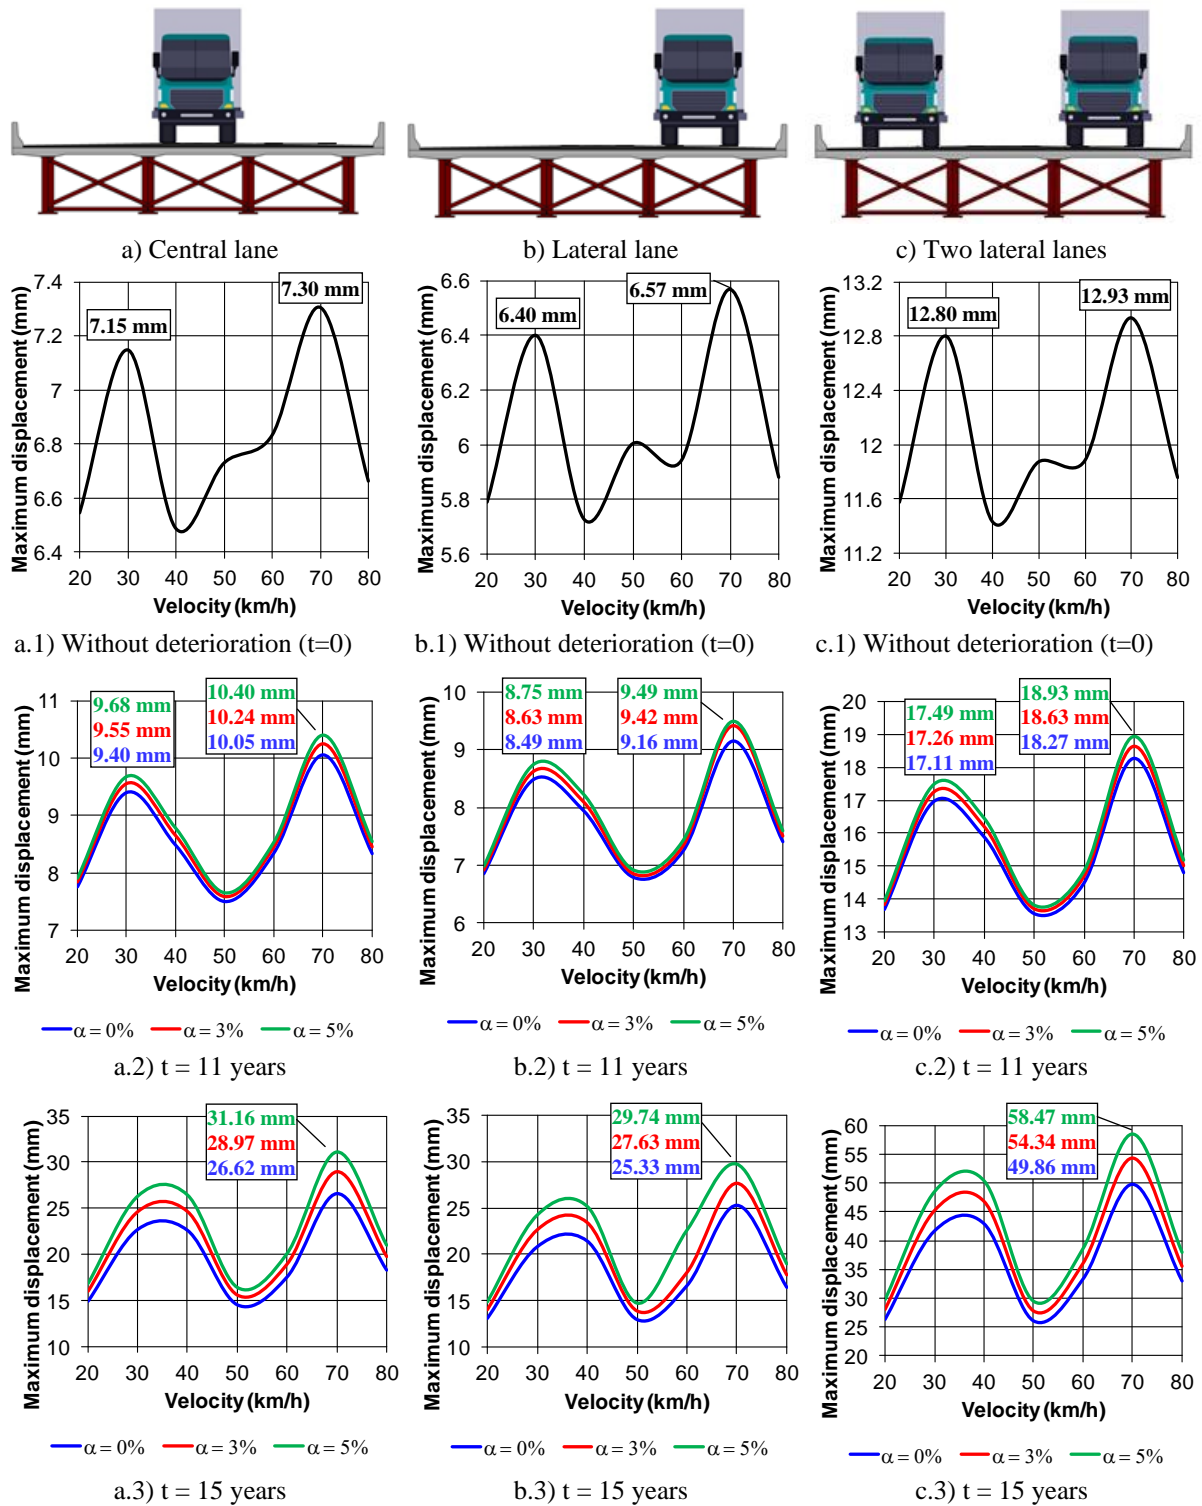 a) Central lane
b) Lateral lane
c) Two lateral lanes
Maximum displacement (mm)
7.4
7.2
7
6.8
6.6
6.4
7.15 mm
7.30 mm
20 30 40 50 60 70 80
Velocity (km/h)
a.1) Without deterioration (t=0)
Maximum displacement (mm)
6.6
6.4
6.2
6
5.8
5.6
6.40 mm
6.57 mm
20 30 40 50 60 70 80
Velocity (km/h)
b.1) Without deterioration (t=0)
Maximum displacement (mm)
13.2
12.8
12.4
12
11.6
11.2
12.80 mm
12.93 mm
20 30 40 50 60 70 80
Velocity (km/h)
c.1) Without deterioration (t=0)
Maximum displacement (mm)
11
10
9
8
7
9.68 mm
9.55 mm
9.40 mm
10.40 mm
10.24 mm
10.05 mm
20 30 40 50 60 70 80
Velocity (km/h)
α = 0% α = 3% α = 5%
a.2) t = 11 years
Maximum displacement (mm)
10
9
8
7
6
8.75 mm
8.63 mm
8.49 mm
9.49 mm
9.42 mm
9.16 mm
20 30 40 50 60 70 80
Velocity (km/h)
α = 0% α = 3% α = 5%
b.2) t = 11 years
Maximum displacement (mm)
20
19
18
17
16
15
14
13
17.49 mm
17.26 mm
17.11 mm
18.93 mm
18.63 mm
18.27 mm
20 30 40 50 60 70 80
Velocity (km/h)
α = 0% α = 3% α = 5%
c.2) t = 11 years
Maximum displacement (mm)
35
30
25
20
15
10
31.16 mm
28.97 mm
26.62 mm
20 30 40 50 60 70 80
Velocity (km/h)
α = 0% α = 3% α = 5%
a.3) t = 15 years
Maximum displacement (mm)
35
30
25
20
15
10
29.74 mm
27.63 mm
25.33 mm
20 30 40 50 60 70 80
Velocity (km/h)
α = 0% α = 3% α = 5%
b.3) t = 15 years
Maximum displacement (mm)
60
55
50
45
40
35
30
25
20
58.47 mm
54.34 mm
49.86 mm
20 30 40 50 60 70 80
Velocity (km/h)
α = 0% α = 3% α = 5%
c.3) t = 15 years